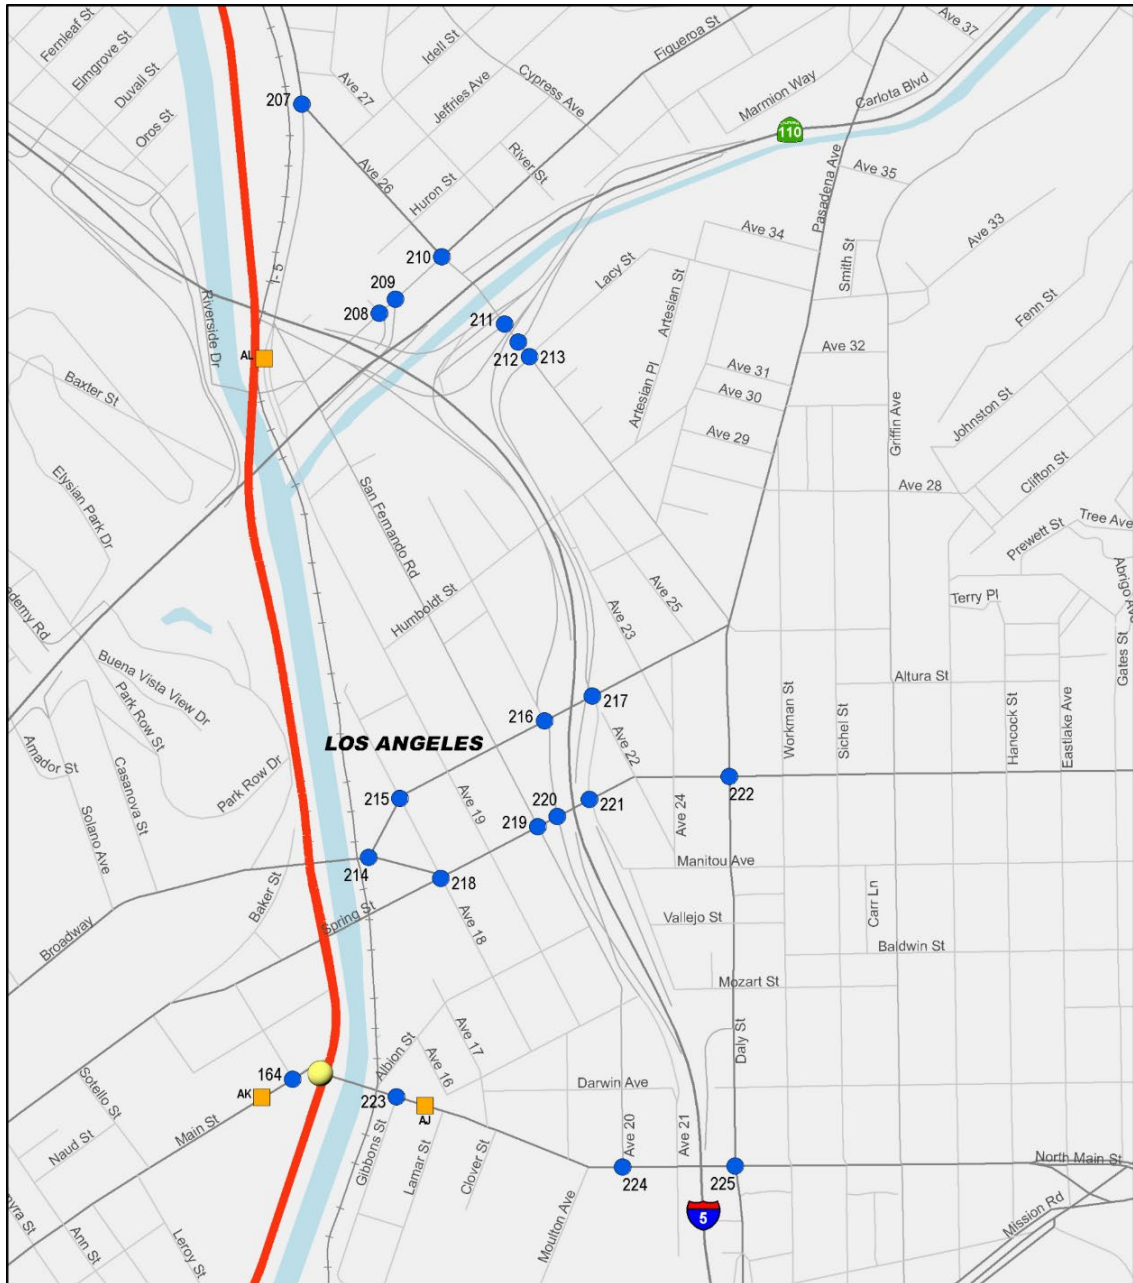 Fernleaf St
Elmgrove St
Duvall St
Oros St
207
Ave 27
Idell St
Jeffries Ave
Cypress Ave
Figueroa St
Marmion Way
Carlota Blvd
Ave 37
110
Ave 26
Huron St
River St
Pasadena Ave
Ave 35
Ave 34
Ave 33
Smith St
210
209
208
I-5
Riverside Dr
Lacy St
Artesian St
Fenn St
211
212
213
AL
Ave 32
Ave 31
Ave 30
Ave 29
Artesian Pl
Baxter St
Griffin Ave
Johnston St
Clifton St
Ave 28
Elysian Park Dr
San Fernando Rd
Prewett St
Tree Ave
Abrigo Ave
Humboldt St
Ave 25
Ave 23
Terry Pl
ademy Rd
Buena Vista View Dr
Park Row St
Gates St
Altura St
217
216
LOS ANGELES
Workman St
Sichel St
Hancock St
Eastlake Ave
Ave 22
Amador St
Casanova St
Solano Ave
Park Row Dr
222
215
Ave 19
220
221
219
Ave 24
214
218
Manitou Ave
Baker St
Spring St
Ave 18
Vallejo St
Carr Ln
Broadway
Baldwin St
Mozart St
Daly St
Ave 17
Albion St
Ave 16
164
AK
223
AJ
Darwin Ave
Sotello St
Main St
Naud St
Gibbons St
Lamar St
Clover St
Ave 20
Ave 21
224
225
North Main St
Mission Rd
5
Moulton Ave
myra St
Ann St
Leroy St